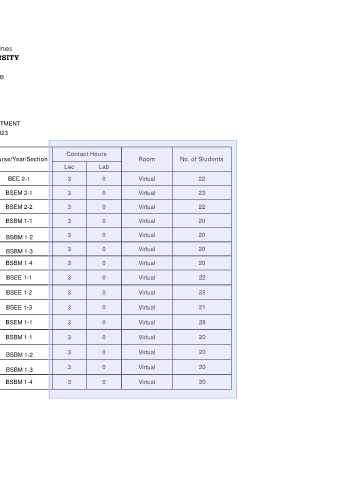 nes
RSITY
e
TMENT
023
urse/Year/Section Contact Hours Room No. of Students
Lec Lab
BEE 2-1 3 0 Virtual 22
BSEM 2-1 3 0 Virtual 23
BSEM 2-2 3 0 Virtual 22
BSBM 1-1 3 0 Virtual 20
BSBM 1-2 3 0 Virtual 20
BSBM 1-3 3 0 Virtual 20
BSBM 1-4 3 0 Virtual 20
BSEE 1-1 3 0 Virtual 22
BSEE 1-2 3 0 Virtual 22
BSEE 1-3 3 0 Virtual 21
BSEM 1-1 3 0 Virtual 28
BSBM 1-1 3 0 Virtual 20
BSBM 1-2 3 0 Virtual 20
BSBM 1-3 3 0 Virtual 20
BSBM 1-4 3 0 Virtual 20